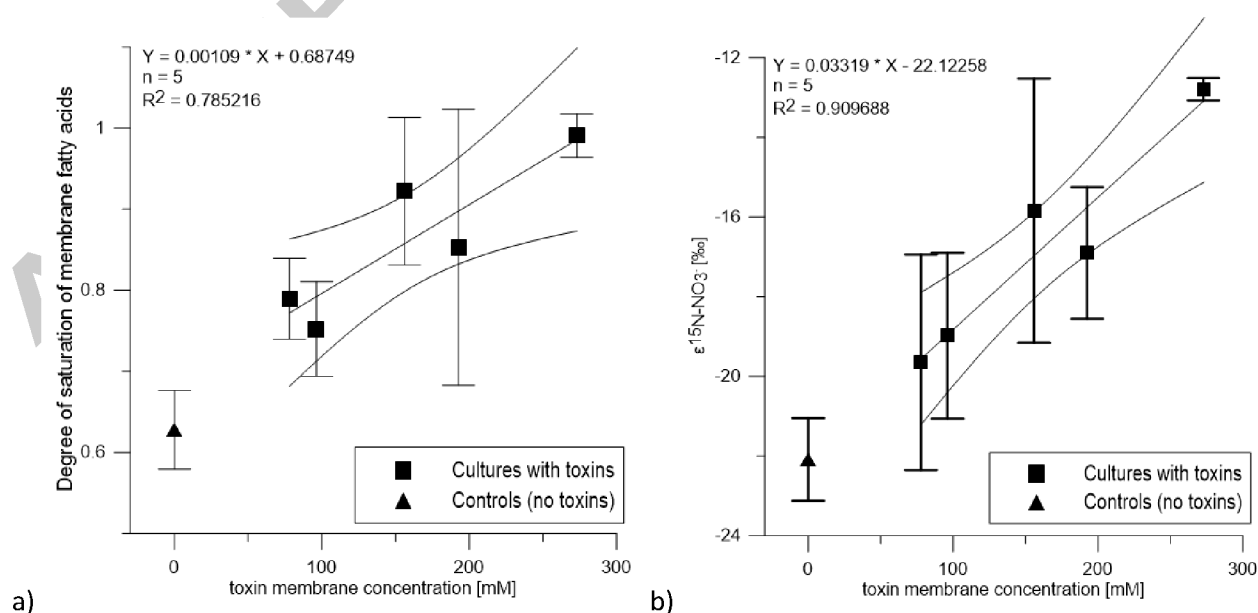 Y = 0.00109 * X + 0.68749
n = 5
R2 = 0.785216
Degree of saturation of membrane fatty acids
1
0.8
0.6
Cultures with toxins
Controls (no toxins)
0 100 200 300
toxin membrane concentration [mM]
a)
Y = 0.03319 * X - 22.12258
n = 5
R2 = 0.909688
ε15N-NO3- [‰]
-12
-16
-20
-24
Cultures with toxins
Controls (no toxins)
0 100 200 300
toxin membrane concentration [mM]
b)